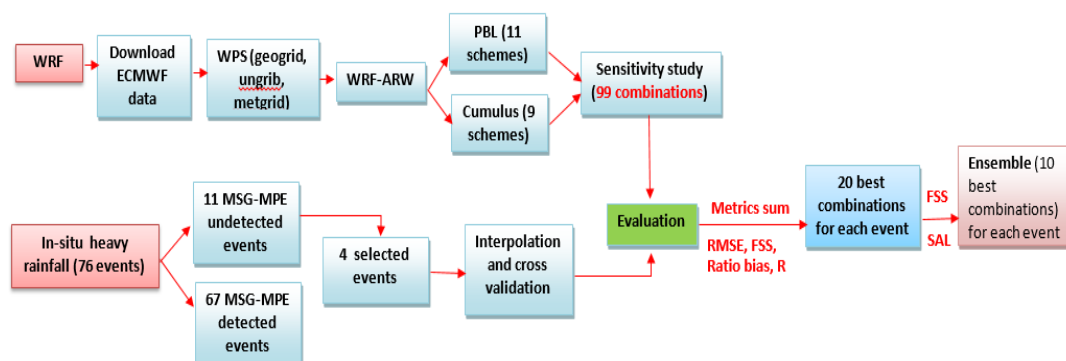 WRF
Download
ECMWF
data
WPS (geogrid,
ungrib,
metgrid)
WRF-ARW
PBL (11
schemes)
Cumulus (9
schemes)
Sensitivity study
(99 combinations)
In-situ heavy
rainfall (76 events)
11 MSG-MPE
undetected
events
67 MSG-MPE
detected
events
4 selected
events
Interpolation
and cross
validation
Evaluation
Metrics sum
RMSE, FSS,
Ratio bias, R
20 best
combinations
for each event
FSS
SAL
Ensemble (10
best
combinations)
for each event